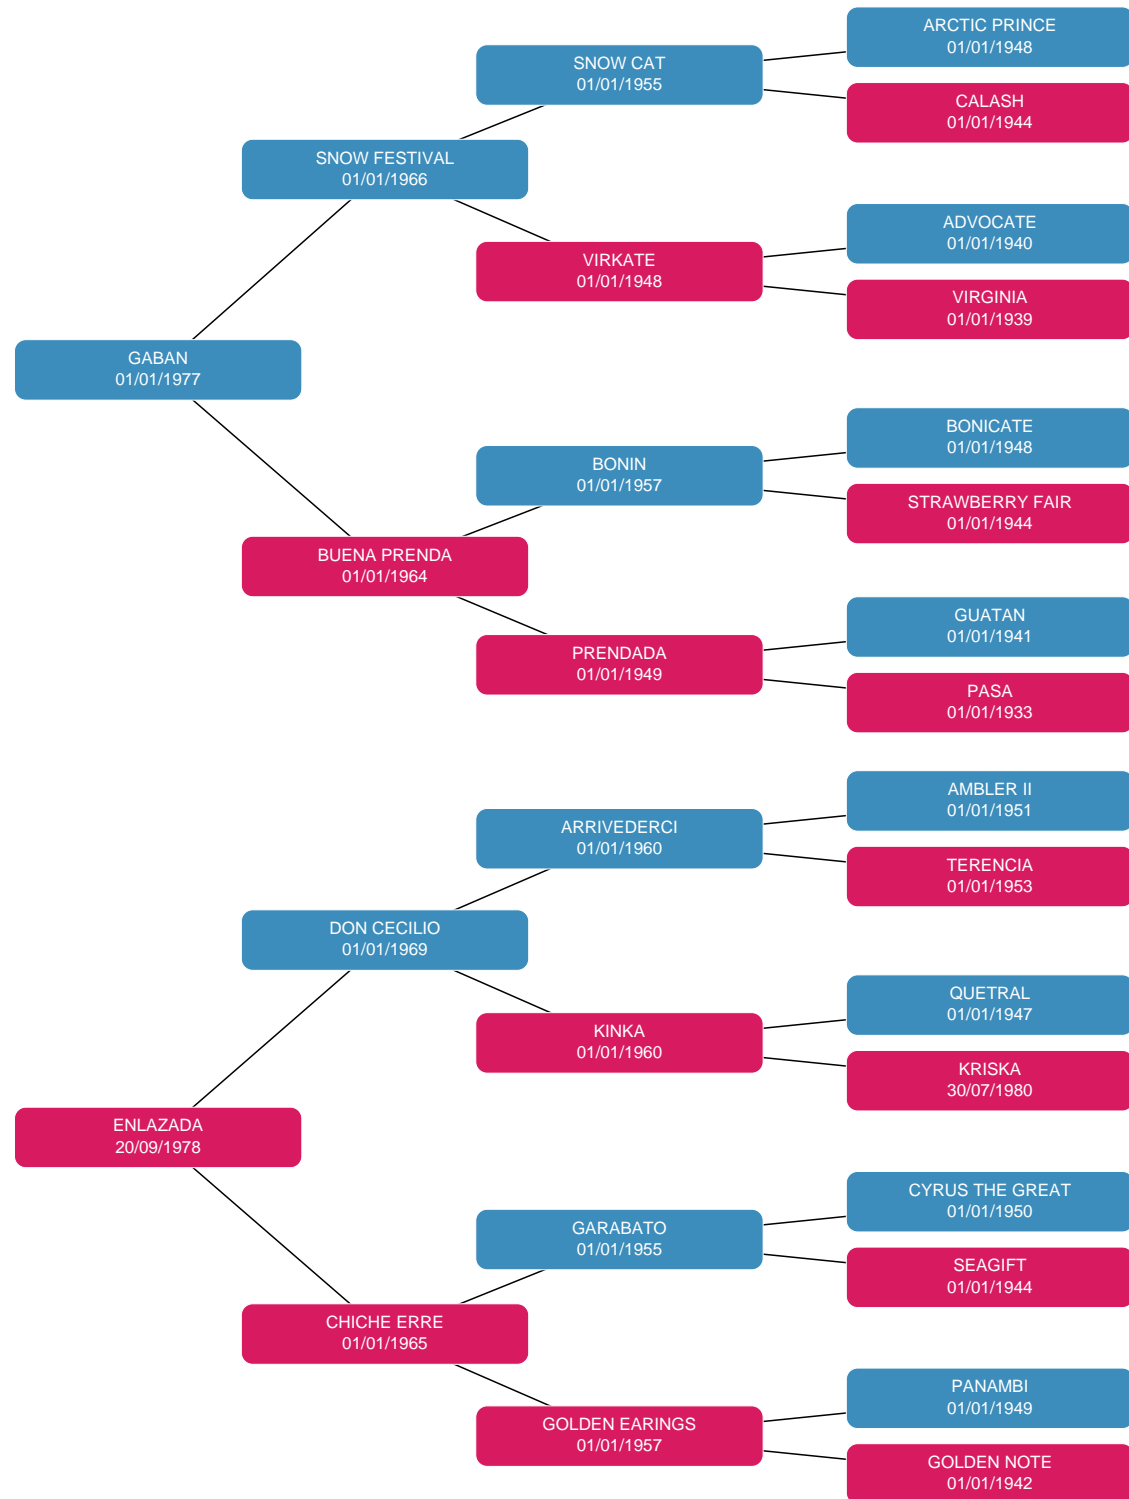 ARCTIC PRINCE
01/01/1948
SNOW CAT
01/01/1955
CALASH
01/01/1944
SNOW FESTIVAL
01/01/1966
ADVOCATE
01/01/1940
VIRKATE
01/01/1948
VIRGINIA
01/01/1939
GABAN
01/01/1977
BONICATE
01/01/1948
BONIN
01/01/1957
STRAWBERRY FAIR
01/01/1944
BUENA PRENDA
01/01/1964
GUATAN
01/01/1941
PRENDADA
01/01/1949
PASA
01/01/1933
AMBLER II
01/01/1951
ARRIVEDERCI
01/01/1960
TERENCIA
01/01/1953
DON CECILIO
01/01/1969
QUETRAL
01/01/1947
KINKA
01/01/1960
KRISKA
30/07/1980
ENLAZADA
20/09/1978
CYRUS THE GREAT
01/01/1950
GARABATO
01/01/1955
SEAGIFT
01/01/1944
CHICHE ERRE
01/01/1965
PANAMBI
01/01/1949
GOLDEN EARINGS
01/01/1957
GOLDEN NOTE
01/01/1942